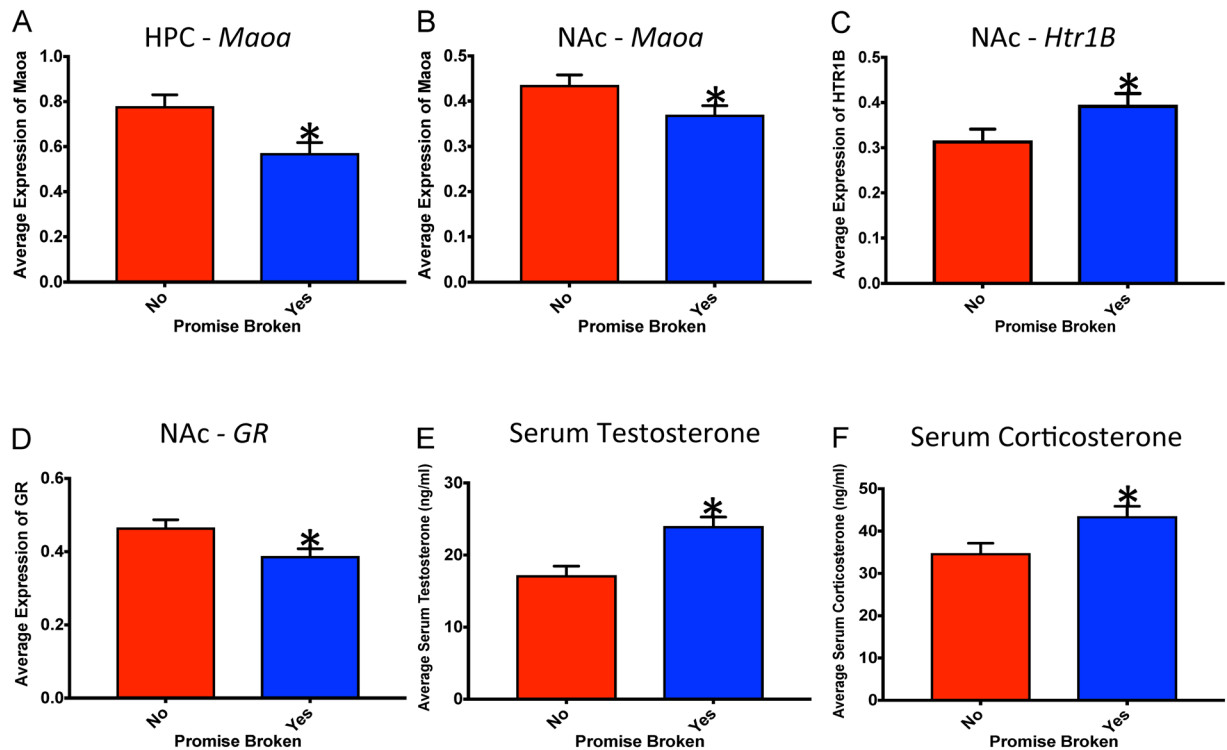 A
HPC - Maoa
Average Expression of Maoa
1.0
0.8
0.6
0.4
0.2
0.0
*
No
Yes
Promise Broken
B
NAc - Maoa
Average Expression of Maoa
0.5
0.4
0.3
0.2
0.1
0.0
*
No
Yes
Promise Broken
C
NAc - Htr1B
Average Expression of HTR1B
0.5
0.4
0.3
0.2
0.1
0.0
*
No
Yes
Promise Broken
D
NAc - GR
Average Expression of GR
0.6
0.4
0.2
0.0
*
No
Yes
Promise Broken
E
Serum Testosterone
Average Serum Testosterone (ng/ml)
30
20
10
0
*
No
Yes
Promise Broken
F
Serum Corticosterone
Average Serum Corticosterone (ng/ml)
50
40
30
20
10
0
*
No
Yes
Promise Broken